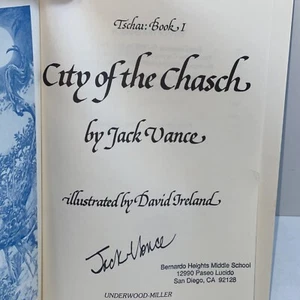 Tschai: Book I
City of the Chasch
by Jack Vance
illustrated by David Ireland
Jack Vance
Bernardo Heights Middle School
12990 Paseo Lucido
San Diego, CA 92128
UNDERWOOD-MILLER